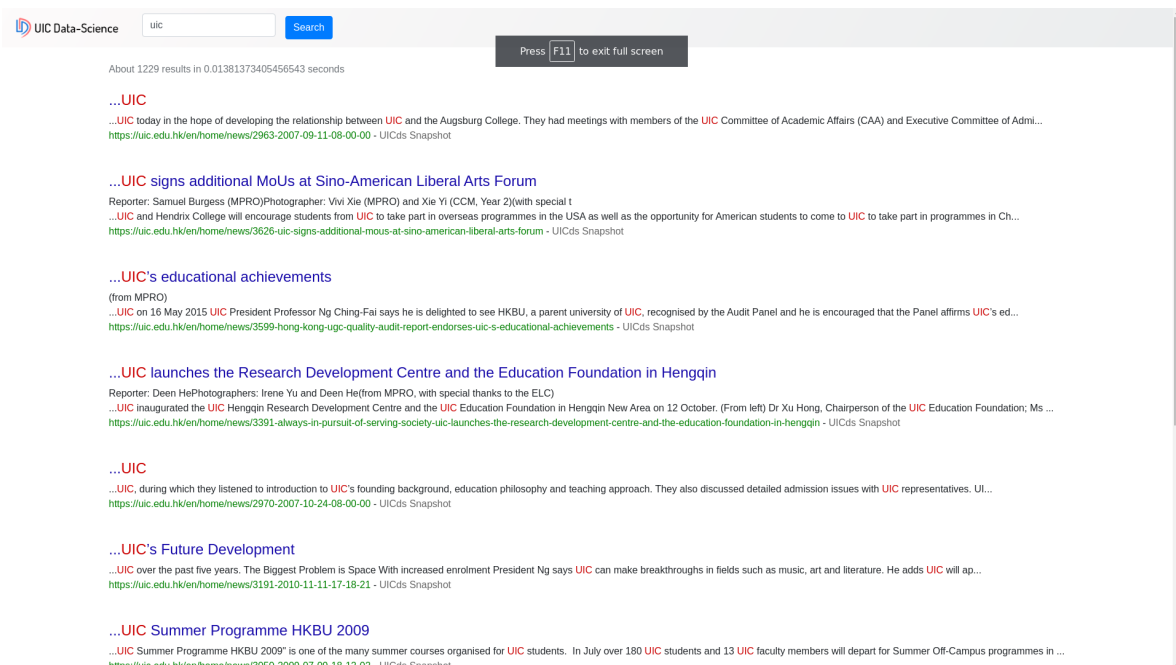 UIC Data-Science
uic
Search
Press F11 to exit full screen
About 1229 results in 0.01381373405456543 seconds
...UIC
...UIC today in the hope of developing the relationship between UIC and the Augsburg College. They had meetings with members of the UIC Committee of Academic Affairs (CAA) and Executive Committee of Admi...
https://uic.edu.hk/en/home/news/2963-2007-09-11-08-00-00 - UICds Snapshot
...UIC signs additional MoUs at Sino-American Liberal Arts Forum
Reporter: Samuel Burgess (MPRO)Photographer: Vivi Xie (MPRO) and Xie Yi (CCM, Year 2)(with special t
...UIC and Hendrix College will encourage students from UIC to take part in overseas programmes in the USA as well as the opportunity for American students to come to UIC to take part in programmes in Ch...
https://uic.edu.hk/en/home/news/3626-uic-signs-additional-mous-at-sino-american-liberal-arts-forum - UICds Snapshot
...UIC's educational achievements
(from MPRO)
...UIC on 16 May 2015 UIC President Professor Ng Ching-Fai says he is delighted to see HKBU, a parent university of UIC, recognised by the Audit Panel and he is encouraged that the Panel affirms UIC's ed...
https://uic.edu.hk/en/home/news/3599-hong-kong-ugc-quality-audit-report-endorses-uic-s-educational-achievements - UICds Snapshot
...UIC launches the Research Development Centre and the Education Foundation in Hengqin
Reporter: Deen HePhotographers: Irene Yu and Deen He(from MPRO, with special thanks to the ELC)
...UIC inaugurated the UIC Hengqin Research Development Centre and the UIC Education Foundation in Hengqin New Area on 12 October. (From left) Dr Xu Hong, Chairperson of the UIC Education Foundation; Ms ...
https://uic.edu.hk/en/home/news/3391-always-in-pursuit-of-serving-society-uic-launches-the-research-development-centre-and-the-education-foundation-in-hengqin - UICds Snapshot
...UIC
...UIC, during which they listened to introduction to UIC's founding background, education philosophy and teaching approach. They also discussed detailed admission issues with UIC representatives. UI...
https://uic.edu.hk/en/home/news/2970-2007-10-24-08-00-00 - UICds Snapshot
...UIC's Future Development
...UIC over the past five years. The Biggest Problem is Space With increased enrolment President Ng says UIC can make breakthroughs in fields such as music, art and literature. He adds UIC will ap...
https://uic.edu.hk/en/home/news/3191-2010-11-11-17-18-21 - UICds Snapshot
...UIC Summer Programme HKBU 2009
...UIC Summer Programme HKBU 2009" is one of the many summer courses organised for UIC students. In July over 180 UIC students and 13 UIC faculty members will depart for Summer Off-Campus programmes in ...